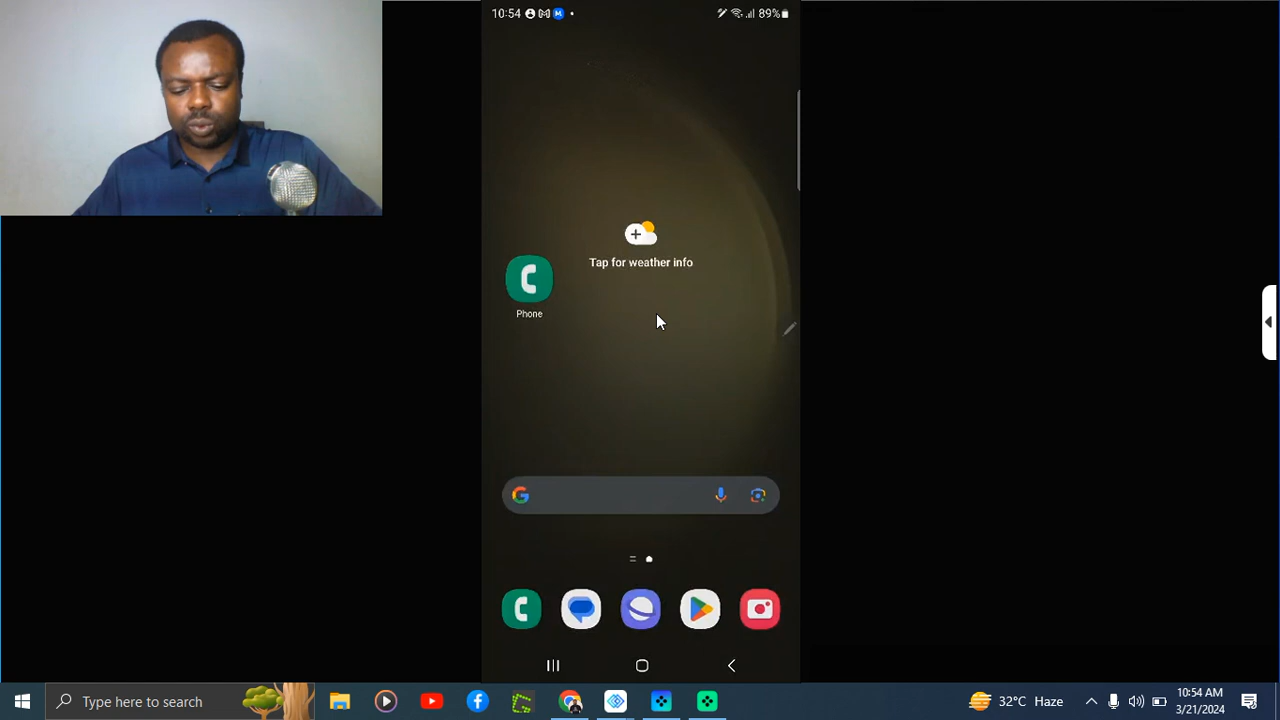 10:54
89%
Tap for weather info
Phone
Type here to search
32°C Haze
10:54 AM
3/21/2024